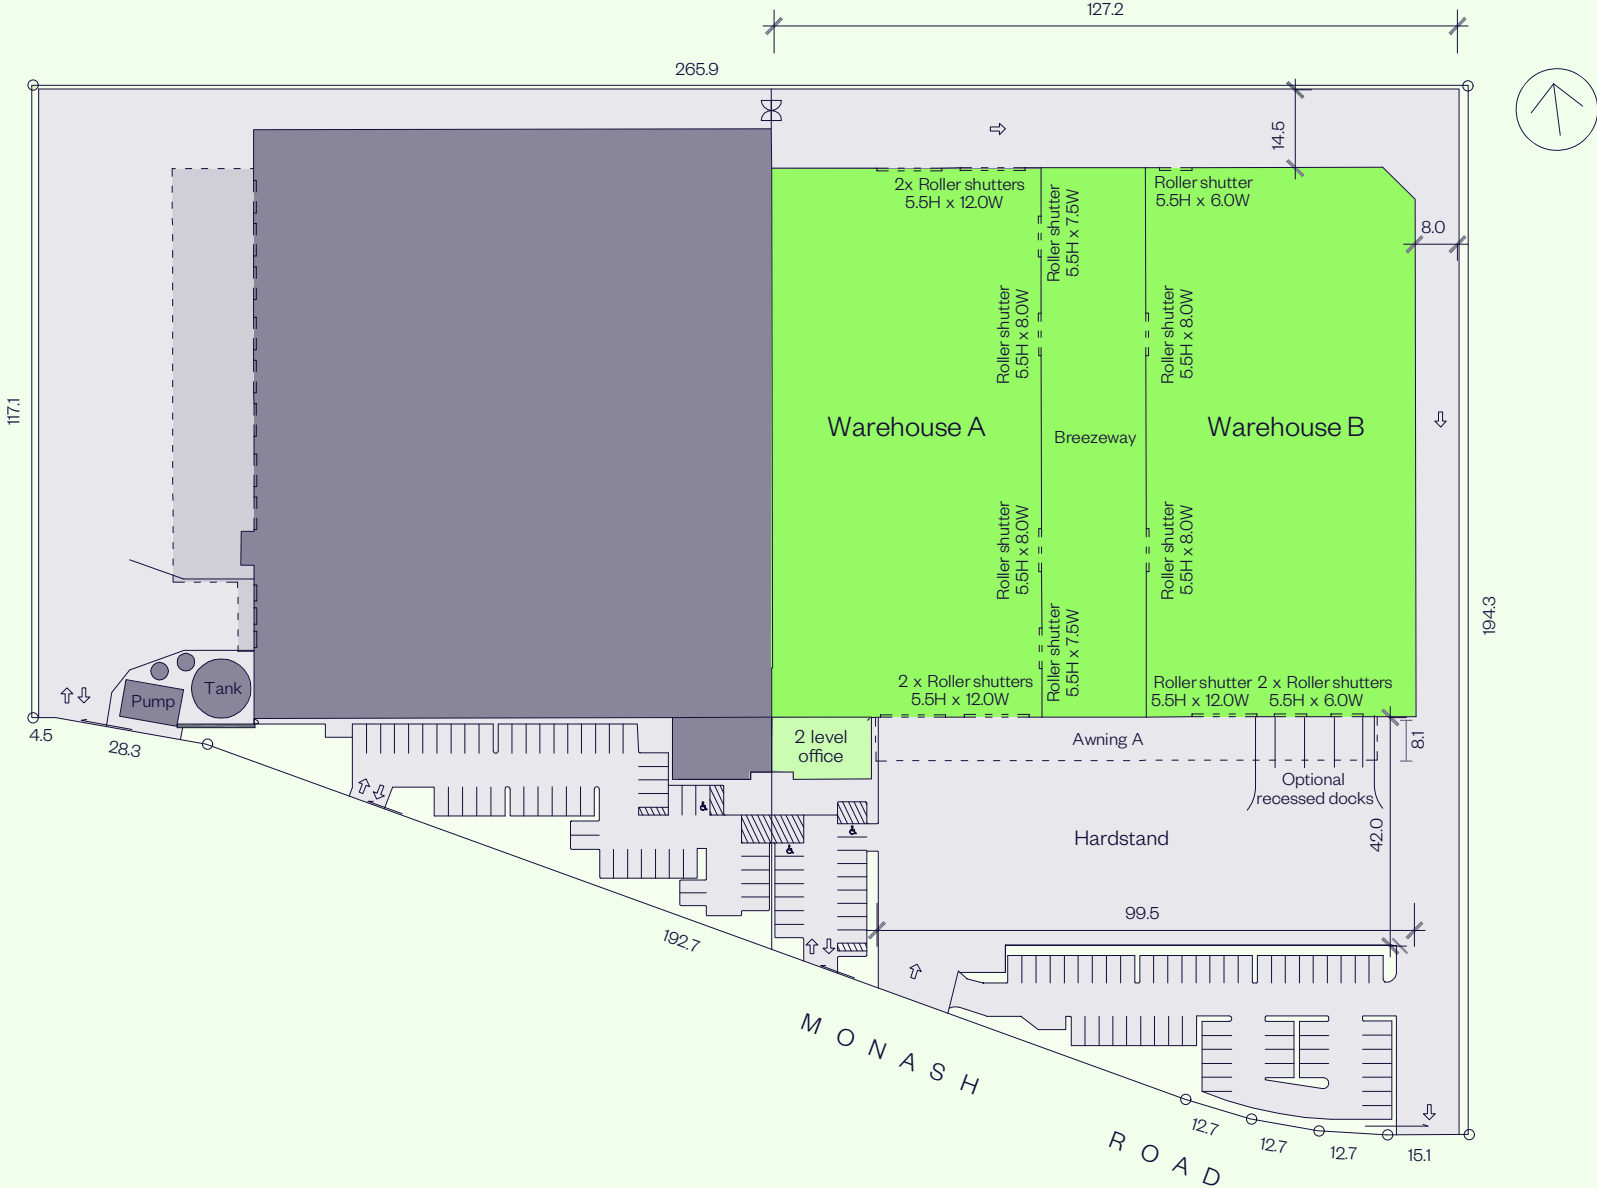 127.2
265.9
14.5
2x Roller shutters
5.5H x 12.0W
Roller shutter
5.5H x 7.5W
Roller shutter
5.5H x 6.0W
8.0
Roller shutter
5.5H x 8.0W
Roller shutter
5.5H x 8.0W
117.1
Warehouse A
Breezeway
Warehouse B
Roller shutter
5.5H x 8.0W
Roller shutter
5.5H x 8.0W
194.3
Roller shutter
5.5H x 7.5W
Tank
Pump
2 x Roller shutters
5.5H x 12.0W
Roller shutter
5.5H x 12.0W
2 x Roller shutters
5.5H x 6.0W
4.5
28.3
2 level
office
Awning A
8.1
Optional
recessed docks
Hardstand
42.0
99.5
192.7
MONASH
ROAD
12.7
12.7
12.7
15.1